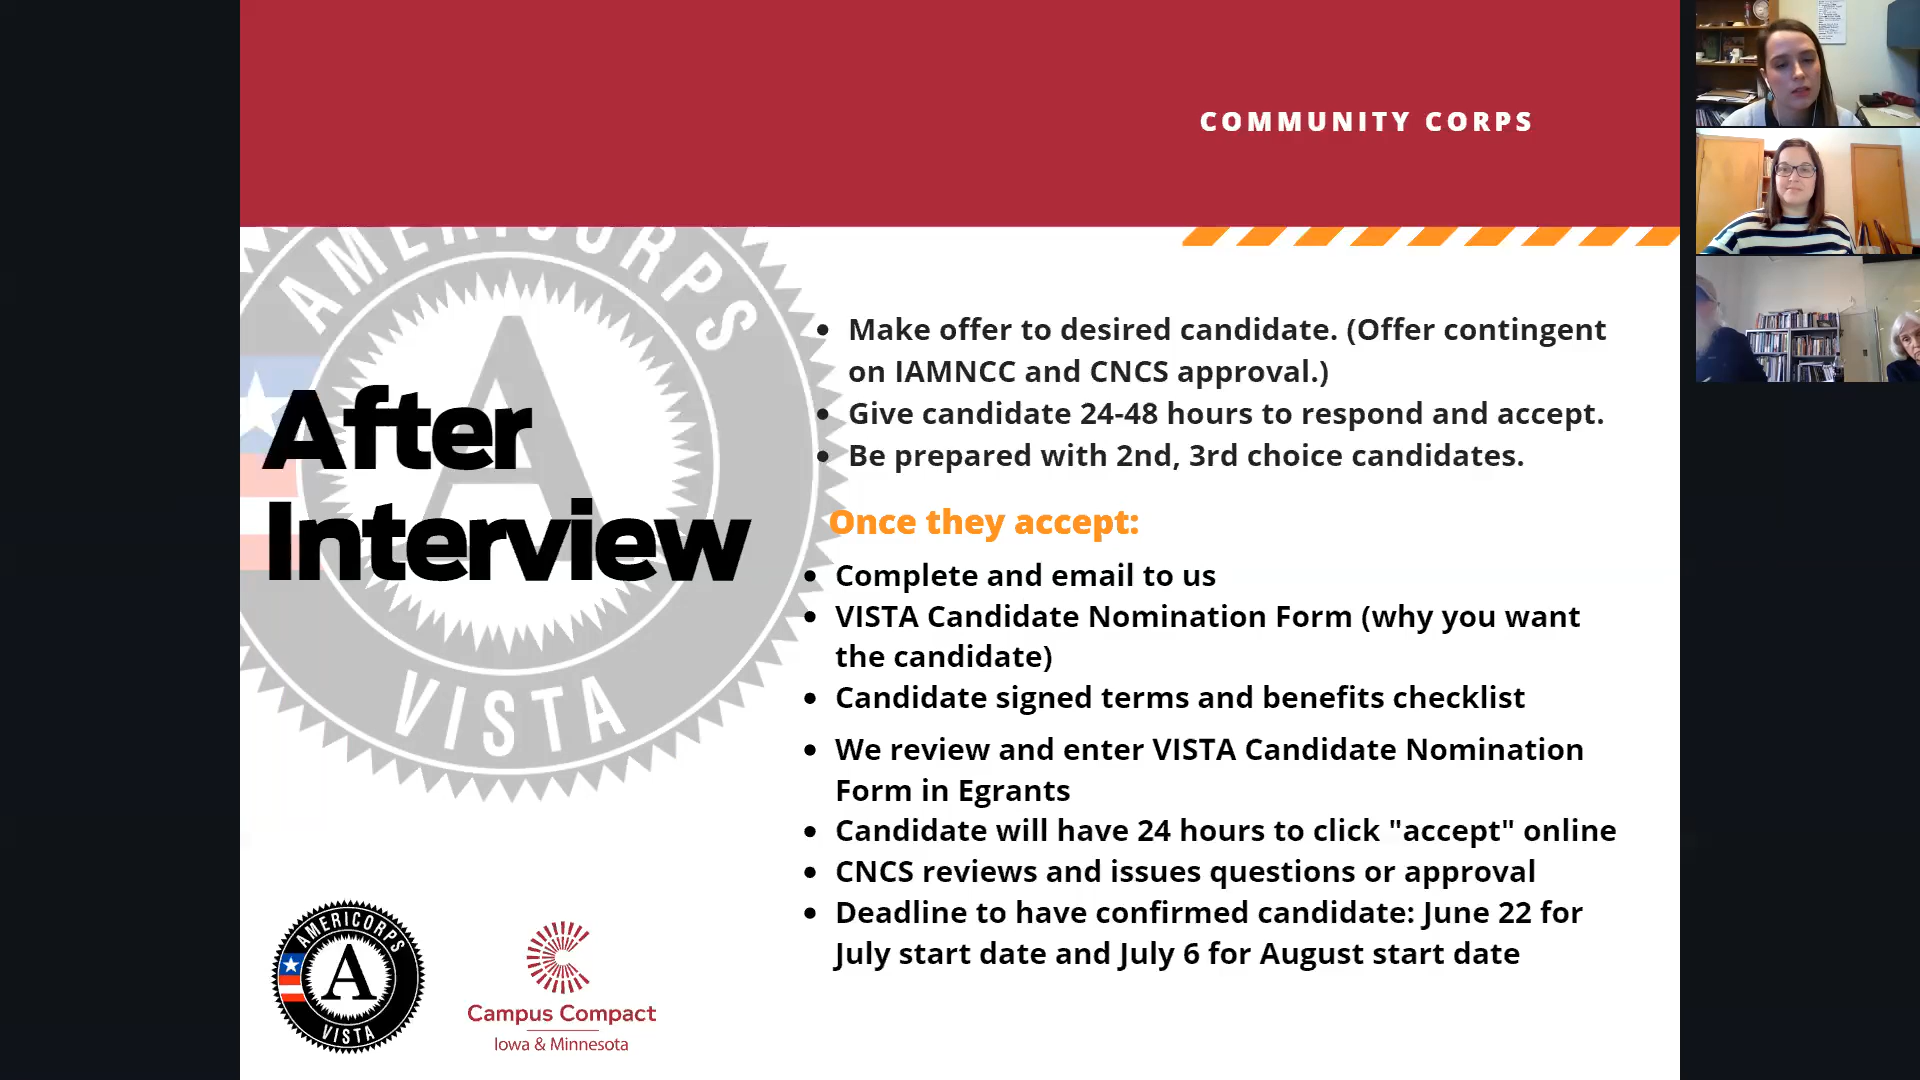 COMMUNITY CORPS
AMERICORPS
VISTA
After
Interview
• Make offer to desired candidate. (Offer contingent
on IAMNCC and CNCS approval.)
• Give candidate 24-48 hours to respond and accept.
• Be prepared with 2nd, 3rd choice candidates.
Once they accept:
• Complete and email to us
• VISTA Candidate Nomination Form (why you want
the candidate)
• Candidate signed terms and benefits checklist
• We review and enter VISTA Candidate Nomination
Form in Egrants
• Candidate will have 24 hours to click "accept" online
• CNCS reviews and issues questions or approval
• Deadline to have confirmed candidate: June 22 for
July start date and July 6 for August start date
AMERICORPS
A
VISTA
Campus Compact
Iowa & Minnesota